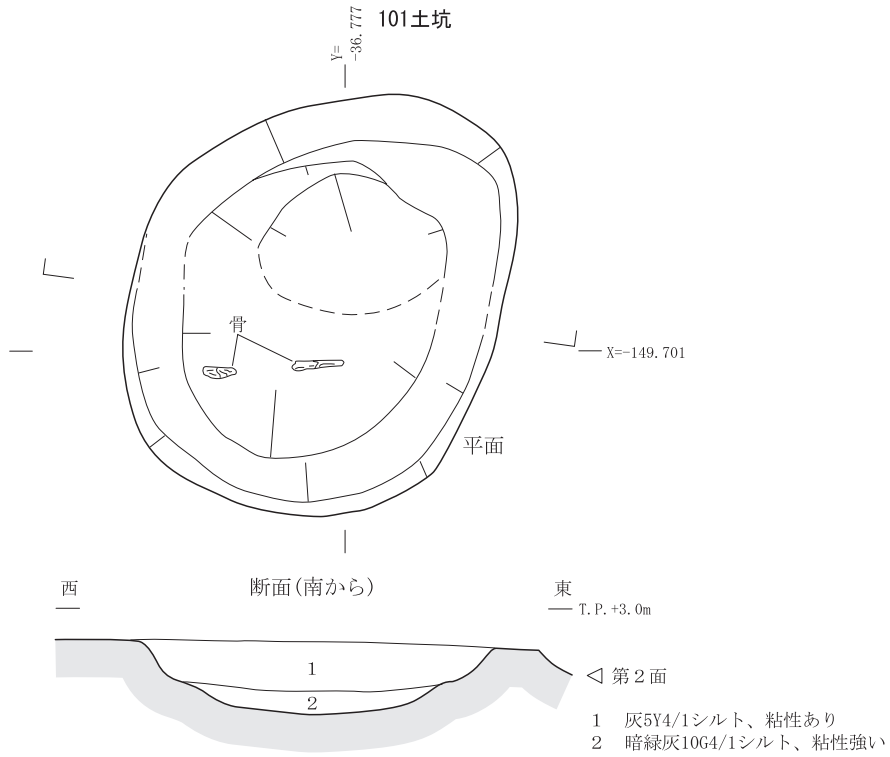 101土坑
Y=
-36.777
骨
X=-149.701
平面
西
断面(南から)
東
T.P.+3.0m
1
第2面
2
1 灰5Y4/1シルト、粘性あり
2 暗緑灰10G4/1シルト、粘性強い